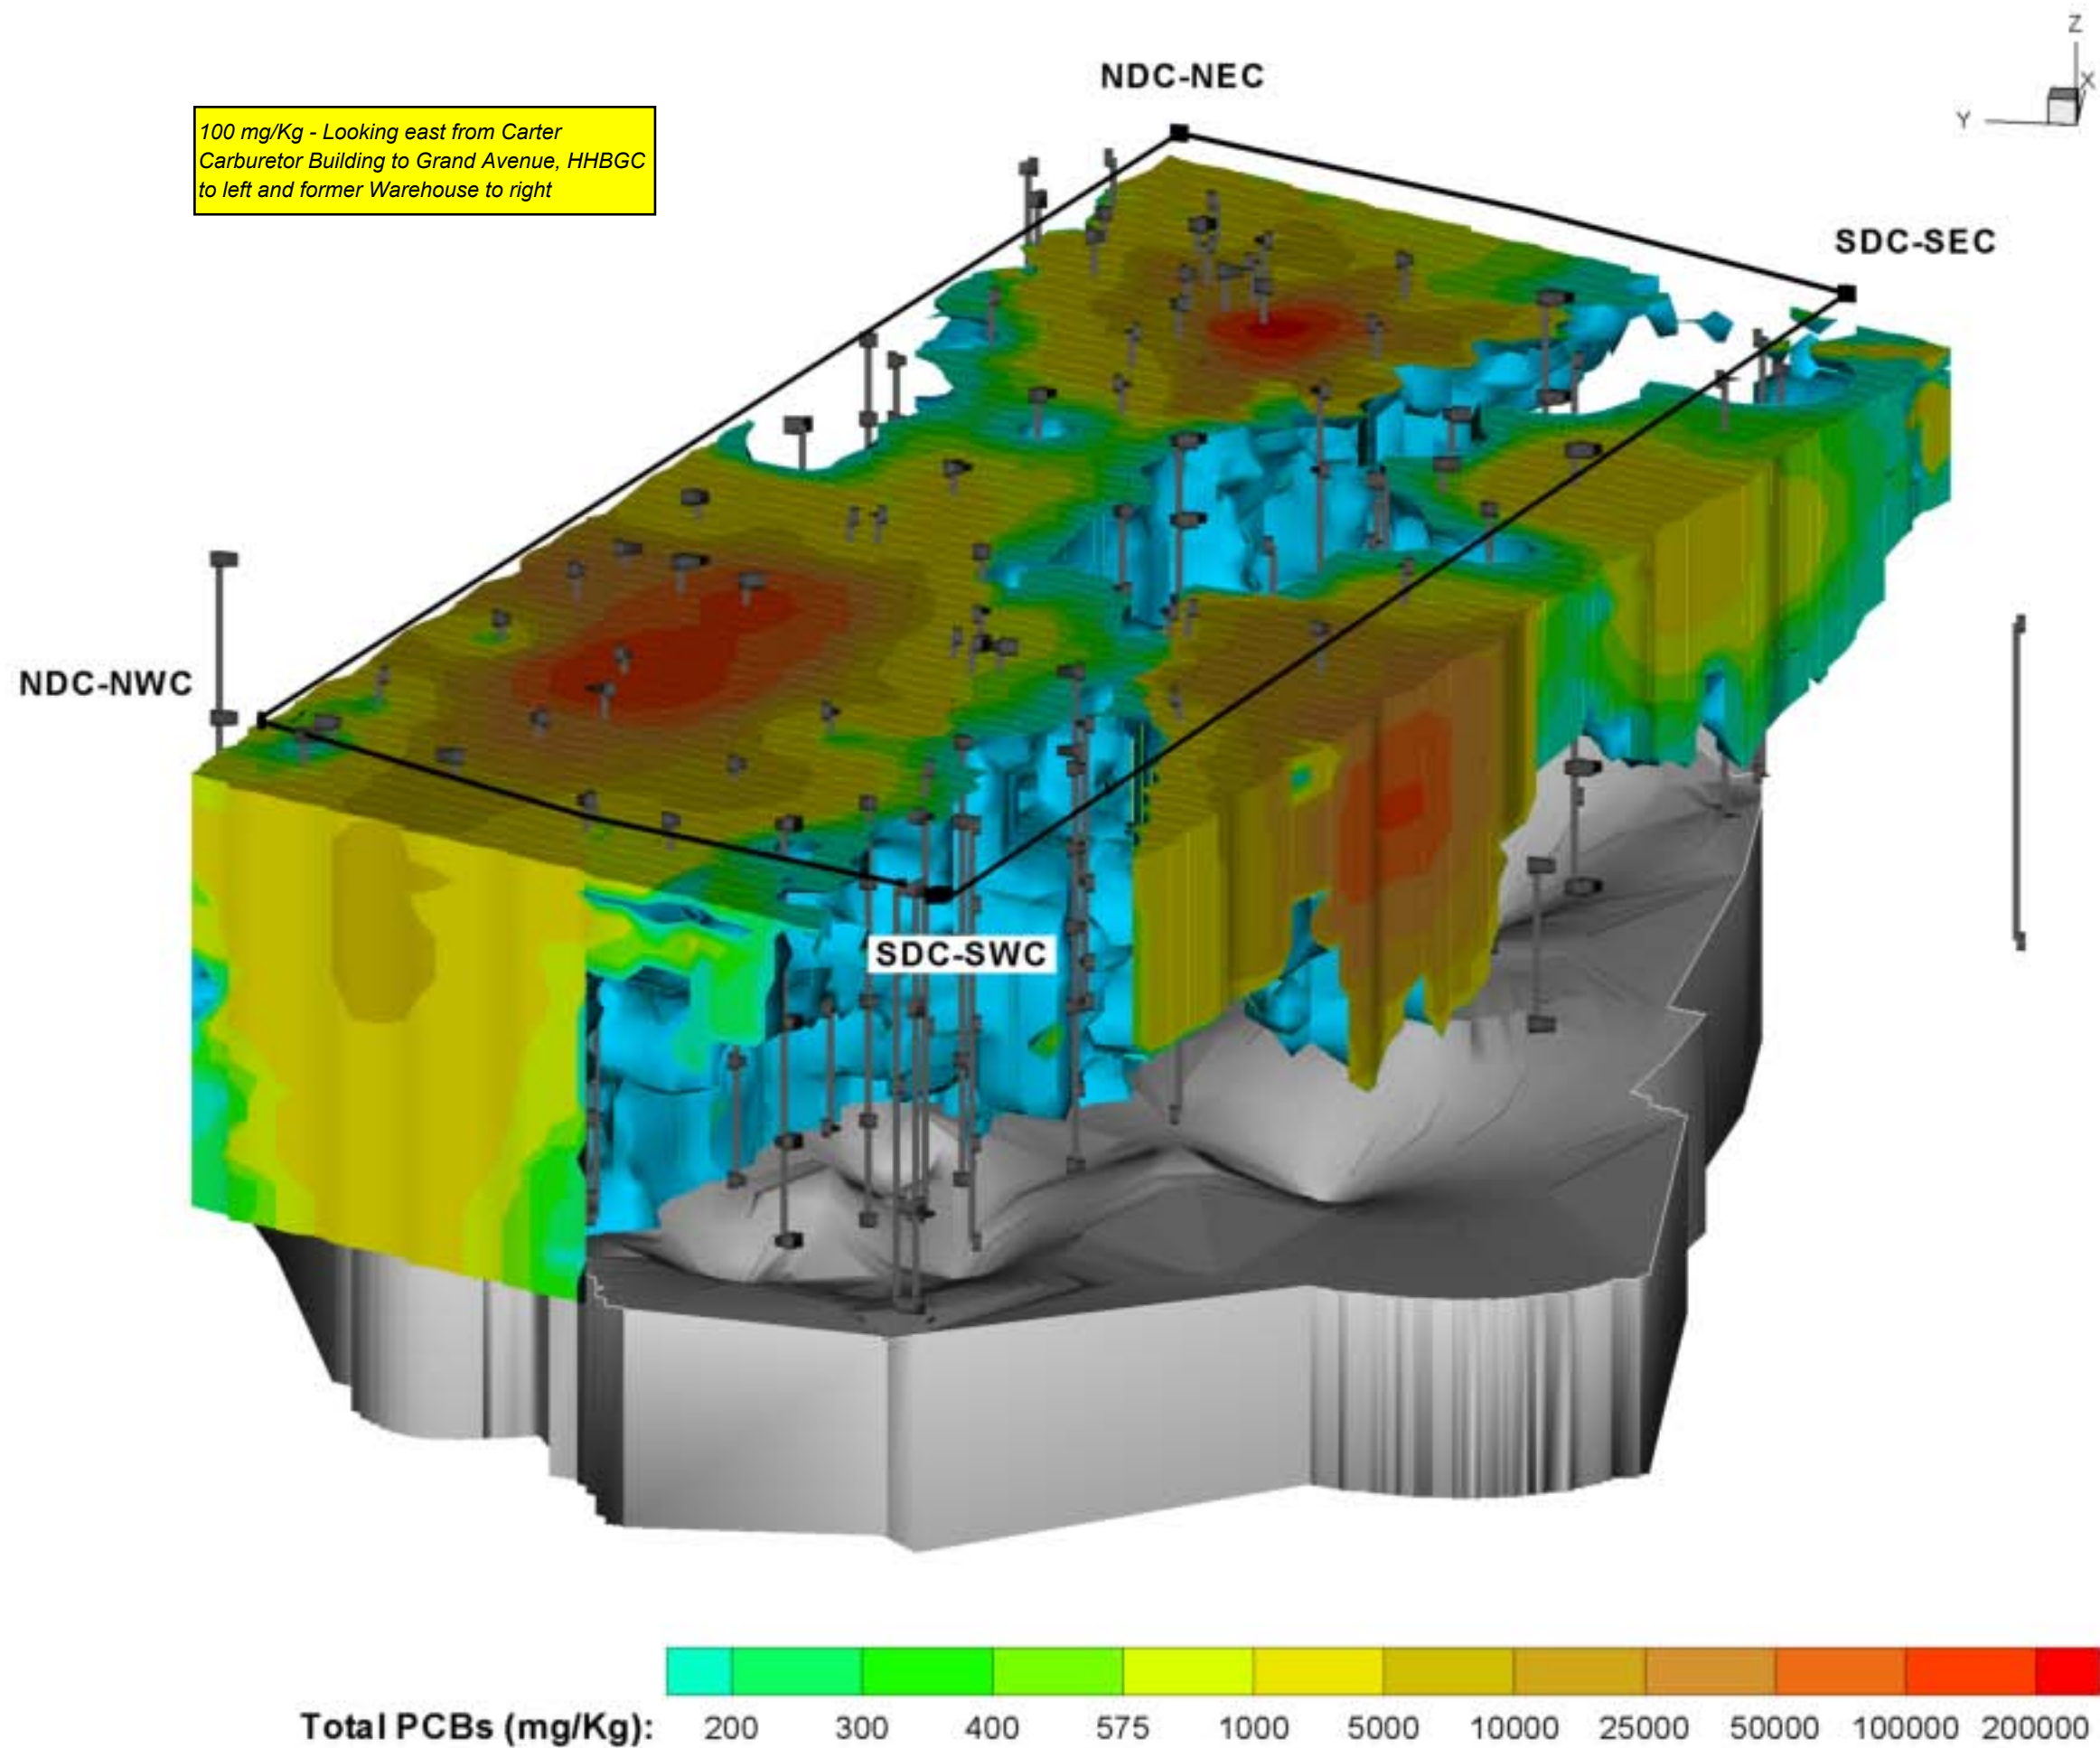 Z
NDC-NEC
X
100 mg/Kg - Looking east from Carter
Carburetor Building to Grand Avenue, HHBGC
to left and former Warehouse to right
Y
SDC-SEC
NDC-NWC
SDC-SWC
Total PCBs (mg/Kg): 200 300 400 575 1000 5000 10000 25000 50000 100000 200000